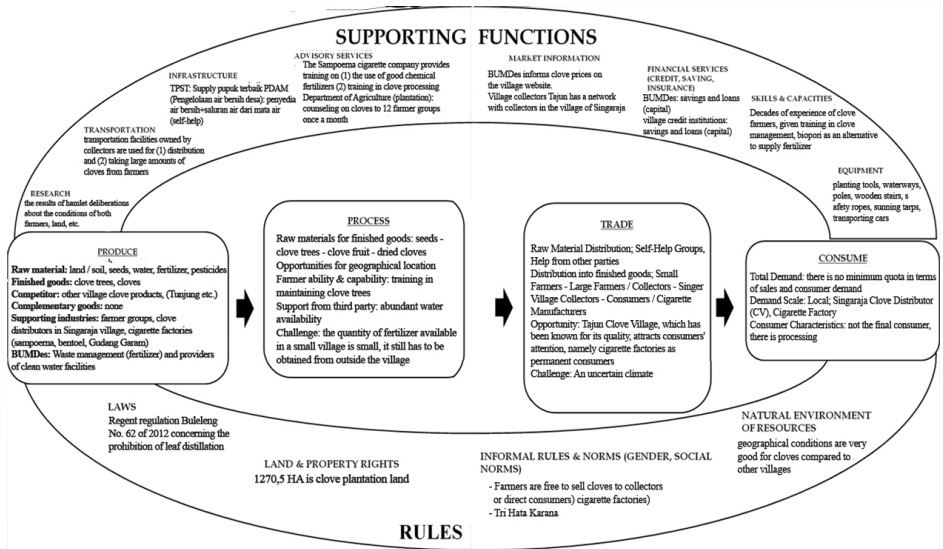 SUPPORTING FUNCTIONS
ADVISORY SERVICES
The Sampoerna cigarette company provides
training on (1) the use of good chemical
fertilizers (2) training in clove processing
Department of Agriculture (plantation):
counseling on cloves to 12 farmer groups
once a month
MARKET INFORMATION
BUMDes informs clove prices on
the village website.
Village collectors Tajun has a network
with collectors in the village of Singaraja
FINANCIAL SERVICES
(CREDIT, SAVING,
INSURANCE)
BUMDes: savings and loans
(capital)
village credit institutions:
savings and loans (capital)
INFRASTRUCTURE
TPST: Supply pupuk terbaik PDAM
(Pengelolaan air bersih desa): penyedia
air bersih+saluran air dari mata air
(self-help)
SKILLS & CAPACITIES
Decades of experience of clove
farmers, given training in clove
management, biopori as an alternative
to supply fertilizer
TRANSPORTATION
transportation facilities owned by
collectors are used for (1) distribution
and (2) taking large amounts of
cloves from farmers
EQUIPMENT
planting tools, waterways,
poles, wooden stairs, s
afety ropes, sunning tarps,
transporting cars
RESEARCH
the results of hamlet deliberations
about the conditions of both
farmers, land, etc.
PRODUCE
Raw material: land / soil, seeds, water, fertilizer, pesticides
Finished goods: clove trees, cloves
Competitor: other village clove products, (Tunjung etc.)
Complementary goods: none
Supporting industries: farmer groups, clove
distributors in Singaraja village, cigarette factories
(sampoerna, bentoel, Gudang Garam)
BUMDes: Waste management (fertilizer) and providers
of clean water facilities
PROCESS
Raw materials for finished goods: seeds -
clove trees - clove fruit - dried cloves
Opportunities for geographical location
Farmer ability & capability: training in
maintaining clove trees
Support from third party: abundant water
availability
Challenge: the quantity of fertilizer available
in a small village is small, it still has to be
obtained from outside the village
TRADE
Raw Material Distribution; Self-Help Groups,
Help from other parties
Distribution into finished goods; Small
Farmers - Large Farmers / Collectors - Singer
Village Collectors - Consumers / Cigarette
Manufacturers
Opportunity: Tajun Clove Village, which has
been known for its quality, attracts consumers'
attention, namely cigarette factories as
permanent consumers
Challenge: An uncertain climate
CONSUME
Total Demand: there is no minimum quota in terms
of sales and consumer demand
Demand Scale: Local; Singaraja Clove Distributor
(CV), Cigarette Factory
Consumer Characteristics: not the final consumer,
there is processing
LAWS
Regent regulation Buleleng
No. 62 of 2012 concerning the
prohibition of leaf distillation
LAND & PROPERTY RIGHTS
1270,5 HA is clove plantation land
INFORMAL RULES & NORMS (GENDER, SOCIAL
NORMS)
- Farmers are free to sell cloves to collectors
or direct consumers) cigarette factories)
- Tri Hata Karana
NATURAL ENVIRONMENT
OF RESOURCES
geographical conditions are very
good for cloves compared to
other villages
RULES